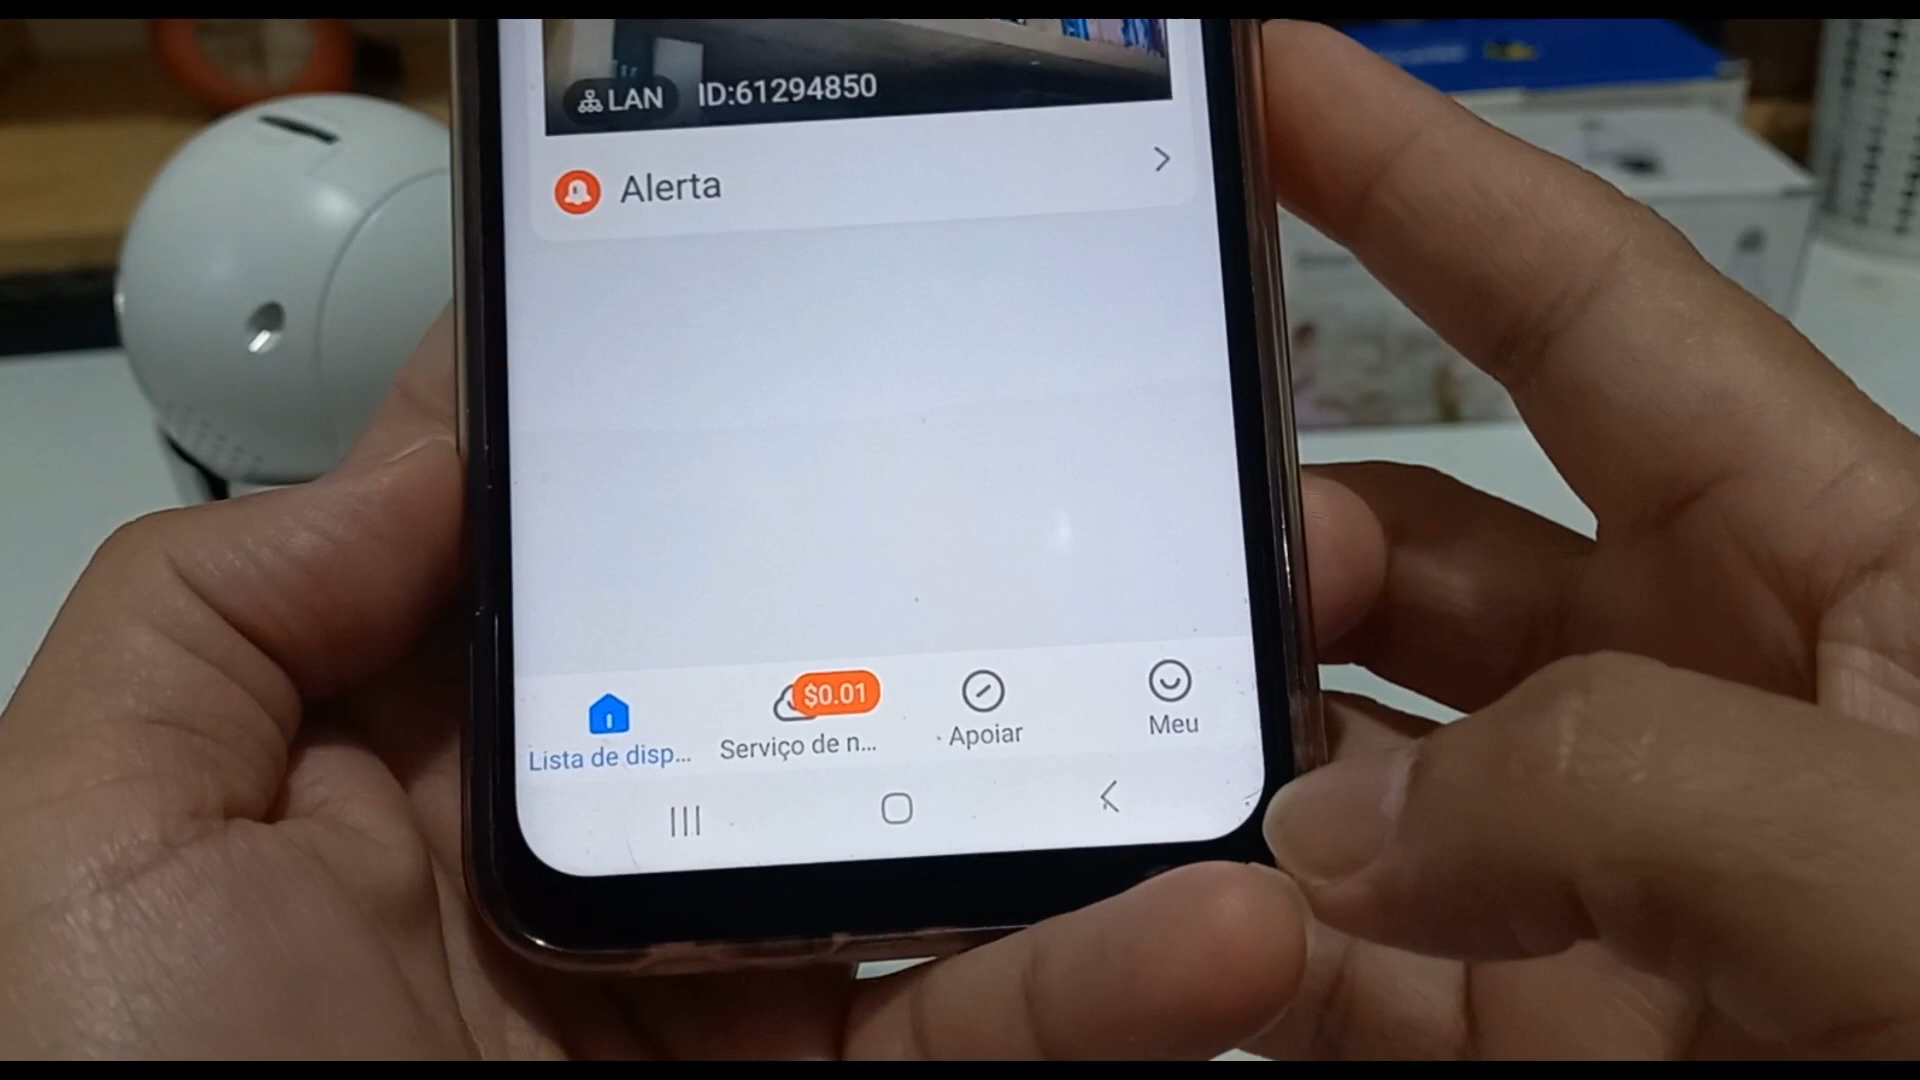 LAN ID:61294850
Alerta
$0.01
Lista de disp...
Serviço de n...
Apoiar
Meu